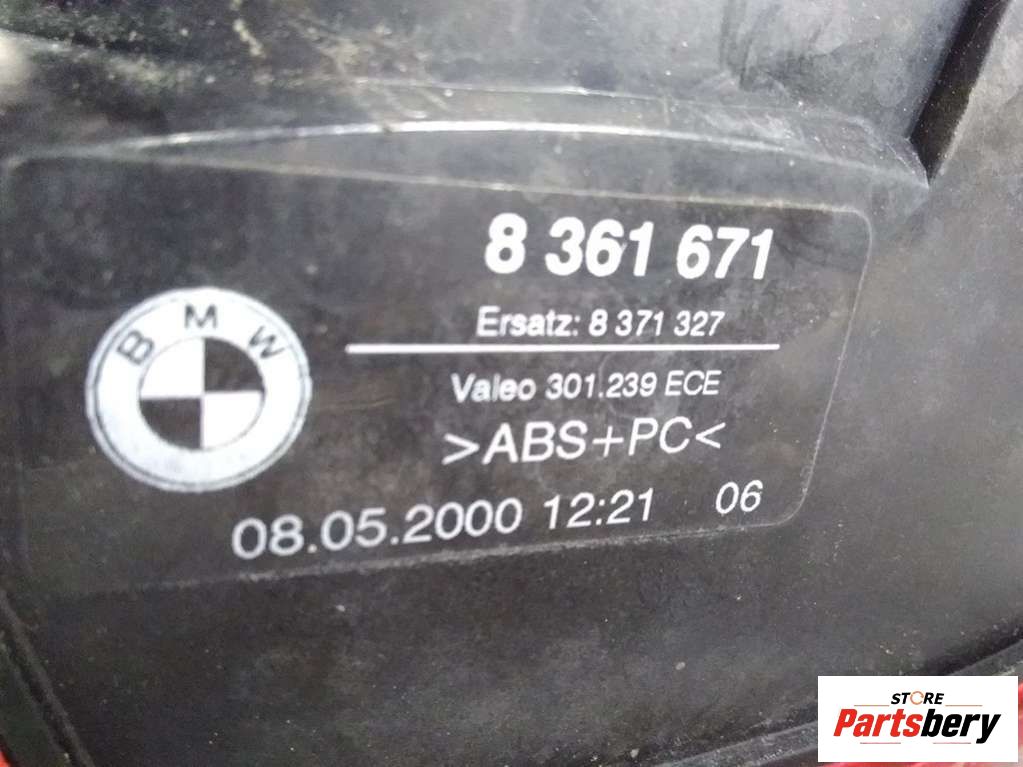 8 361 671
Ersatz: 8 371 327
BMW
Valeo 301.239 ECE
>ABS+PC<
08.05.2000 12:21 06
STORE
Partsbery